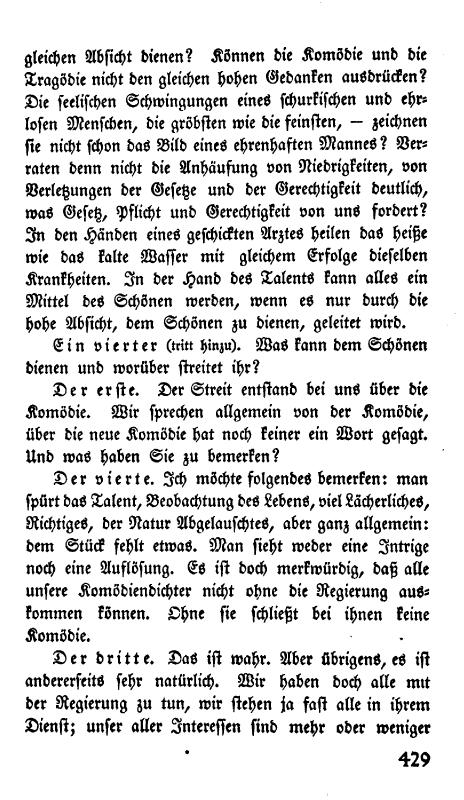 gleichen Absicht dienen? Können die Komödie und die
Tragödie nicht den gleichen hohen Gedanken ausdrücken?
Die seelischen Schwingungen eines schurkischen und ehr-
losen Menschen, die gröbsten wie die feinsten, — zeichnen
sie nicht schon das Bild eines ehrenhaften Mannes? Ver-
raten denn nicht die Anhäufung von Niedrigkeiten, von
Verletzungen der Gesetze und der Gerechtigkeit deutlich,
was Gesetz, Pflicht und Gerechtigkeit von uns fordert?
In den Händen eines geschickten Arztes heilen das heiße
wie das kalte Wasser mit gleichem Erfolge dieselben
Krankheiten. In der Hand des Talents kann alles ein
Mittel des Schönen werden, wenn es nur durch die
hohe Absicht, dem Schönen zu dienen, geleitet wird.
Ein vierter (tritt hinzu). Was kann dem Schönen
dienen und worüber streitet ihr?
Der erste. Der Streit entstand bei uns über die
Komödie. Wir sprechen allgemein von der Komödie,
über die neue Komödie hat noch keiner ein Wort gesagt.
Und was haben Sie zu bemerken?
Der vierte. Ich möchte folgendes bemerken: man
spürt das Talent, Beobachtung des Lebens, viel Lächerliches,
Richtiges, der Natur Abgelauschtes, aber ganz allgemein:
dem Stück fehlt etwas. Man sieht weder eine Intrige
noch eine Auflösung. Es ist doch merkwürdig, daß alle
unsere Komödiendichter nicht ohne die Regierung aus-
kommen können. Ohne sie schließt bei ihnen keine
Komödie.
Der dritte. Das ist wahr. Aber übrigens, es ist
andererseits sehr natürlich. Wir haben doch alle mit
der Regierung zu tun, wir stehen ja fast alle in ihrem
Dienst; unser aller Interessen sind mehr oder weniger
429